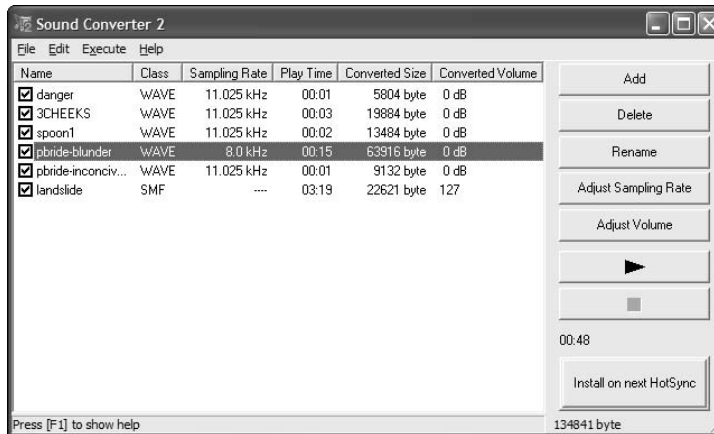 Sound Converter 2
File Edit Execute Help
Name Class Sampling Rate Play Time Converted Size Converted Volume
danger WAVE 11.025 kHz 00:01 5804 byte 0 dB
3CHEEKS WAVE 11.025 kHz 00:03 19884 byte 0 dB
spoon1 WAVE 11.025 kHz 00:02 13484 byte 0 dB
pbride-blunder WAVE 8.0 kHz 00:15 63916 byte 0 dB
pbride-inconciv... WAVE 11.025 kHz 00:01 9132 byte 0 dB
landslide SMF ---- 03:19 22621 byte 127
Add
Delete
Rename
Adjust Sampling Rate
Adjust Volume
00:48
Install on next HotSync
Press [F1] to show help
134841 byte